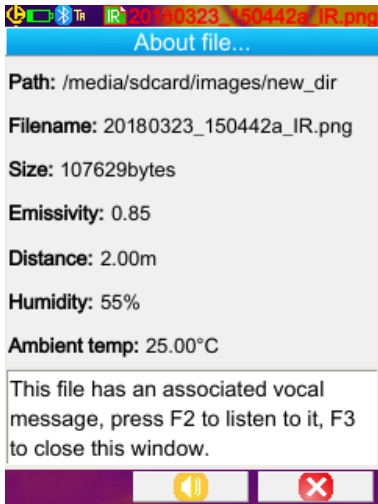 TR IR 20180323_150442a_IR.png
About file...
Path: /media/sdcard/images/new_dir
Filename: 20180323_150442a_IR.png
Size: 107629bytes
Emissivity: 0.85
Distance: 2.00m
Humidity: 55%
Ambient temp: 25.00°C
This file has an associated vocal
message, press F2 to listen to it, F3
to close this window.